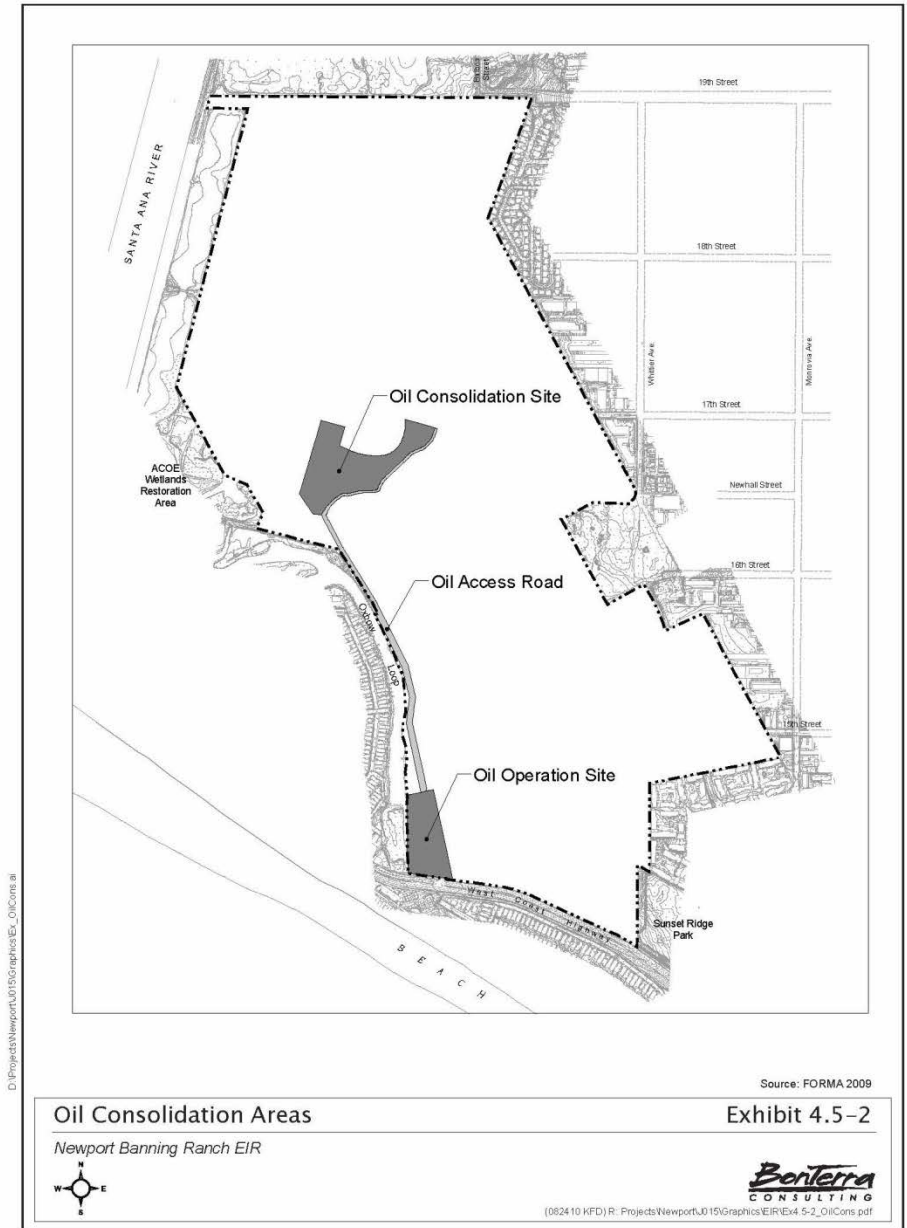 19th Street
SANTA ANA RIVER
18th Street
Whittier Ave.
Monrovia Ave.
17th Street
Oil Consolidation Site
ACOE
Wetlands
Restoration
Area
Newhall Street
16th Street
Oil Access Road
Oxbow Loop
15th Street
Oil Operation Site
West Coast Highway
Sunset Ridge
Park
BEACH
D:\Projects\Newport\J015\Graphics\Ex_OilCons.ai
Source: FORMA 2009
Oil Consolidation Areas
Exhibit 4.5-2
Newport Banning Ranch EIR
N
W E
S
BonTerra
CONSULTING
(082410 KFD) R: Projects\Newport\J015\Graphics\EIR\Ex4.5-2_OilCons.pdf